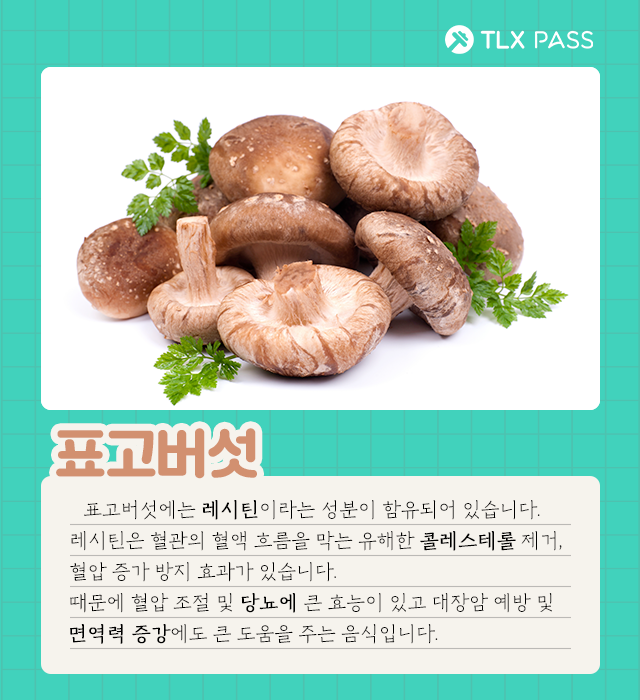 TLX PASS
표고버섯
표고버섯에는 레시틴이라는 성분이 함유되어 있습니다.
레시틴은 혈관의 혈액 흐름을 막는 유해한 콜레스테롤 제거,
혈압 증가 방지 효과가 있습니다.
때문에 혈압 조절 및 당뇨에 큰 효능이 있고 대장암 예방 및
면역력 증강에도 큰 도움을 주는 음식입니다.